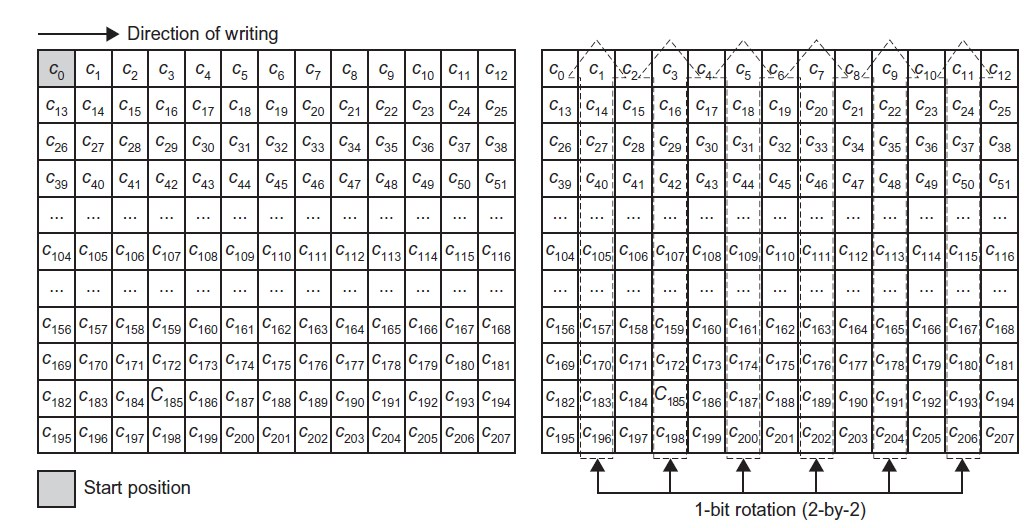 Direction of writing
c0 c1 c2 c3 c4 c5 c6 c7 c8 c9 c10 c11 c12 c0 c1 c2 c3 c4 c5 c6 c7 c8 c9 c10 c11 c12
c13 c14 c15 c16 c17 c18 c19 c20 c21 c22 c23 c24 c25 c13 c14 c15 c16 c17 c18 c19 c20 c21 c22 c23 c24 c25
c26 c27 c28 c29 c30 c31 c32 c33 c34 c35 c36 c37 c38 c26 c27 c28 c29 c30 c31 c32 c33 c34 c35 c36 c37 c38
c39 c40 c41 c42 c43 c44 c45 c46 c47 c48 c49 c50 c51 c39 c40 c41 c42 c43 c44 c45 c46 c47 c48 c49 c50 c51
... ... ... ... ... ... ... ... ... ... ... ... ... ... ... ... ... ... ... ... ... ... ... ... ... ...
c104 c105 c106 c107 c108 c109 c110 c111 c112 c113 c114 c115 c116 c104 c105 c106 c107 c108 c109 c110 c111 c112 c113 c114 c115 c116
... ... ... ... ... ... ... ... ... ... ... ... ... ... ... ... ... ... ... ... ... ... ... ... ... ...
c156 c157 c158 c159 c160 c161 c162 c163 c164 c165 c166 c167 c168 c156 c157 c158 c159 c160 c161 c162 c163 c164 c165 c166 c167 c168
c169 c170 c171 c172 c173 c174 c175 c176 c177 c178 c179 c180 c181 c169 c170 c171 c172 c173 c174 c175 c176 c177 c178 c179 c180 c181
c182 c183 c184 C185 c186 c187 c188 c189 c190 c191 c192 c193 c194 c182 c183 c184 C185 c186 c187 c188 c189 c190 c191 c192 c193 c194
c195 c196 c197 c198 c199 c200 c201 c202 c203 c204 c205 c206 c207 c195 c196 c197 c198 c199 c200 c201 c202 c203 c204 c205 c206 c207
Start position
1-bit rotation (2-by-2)